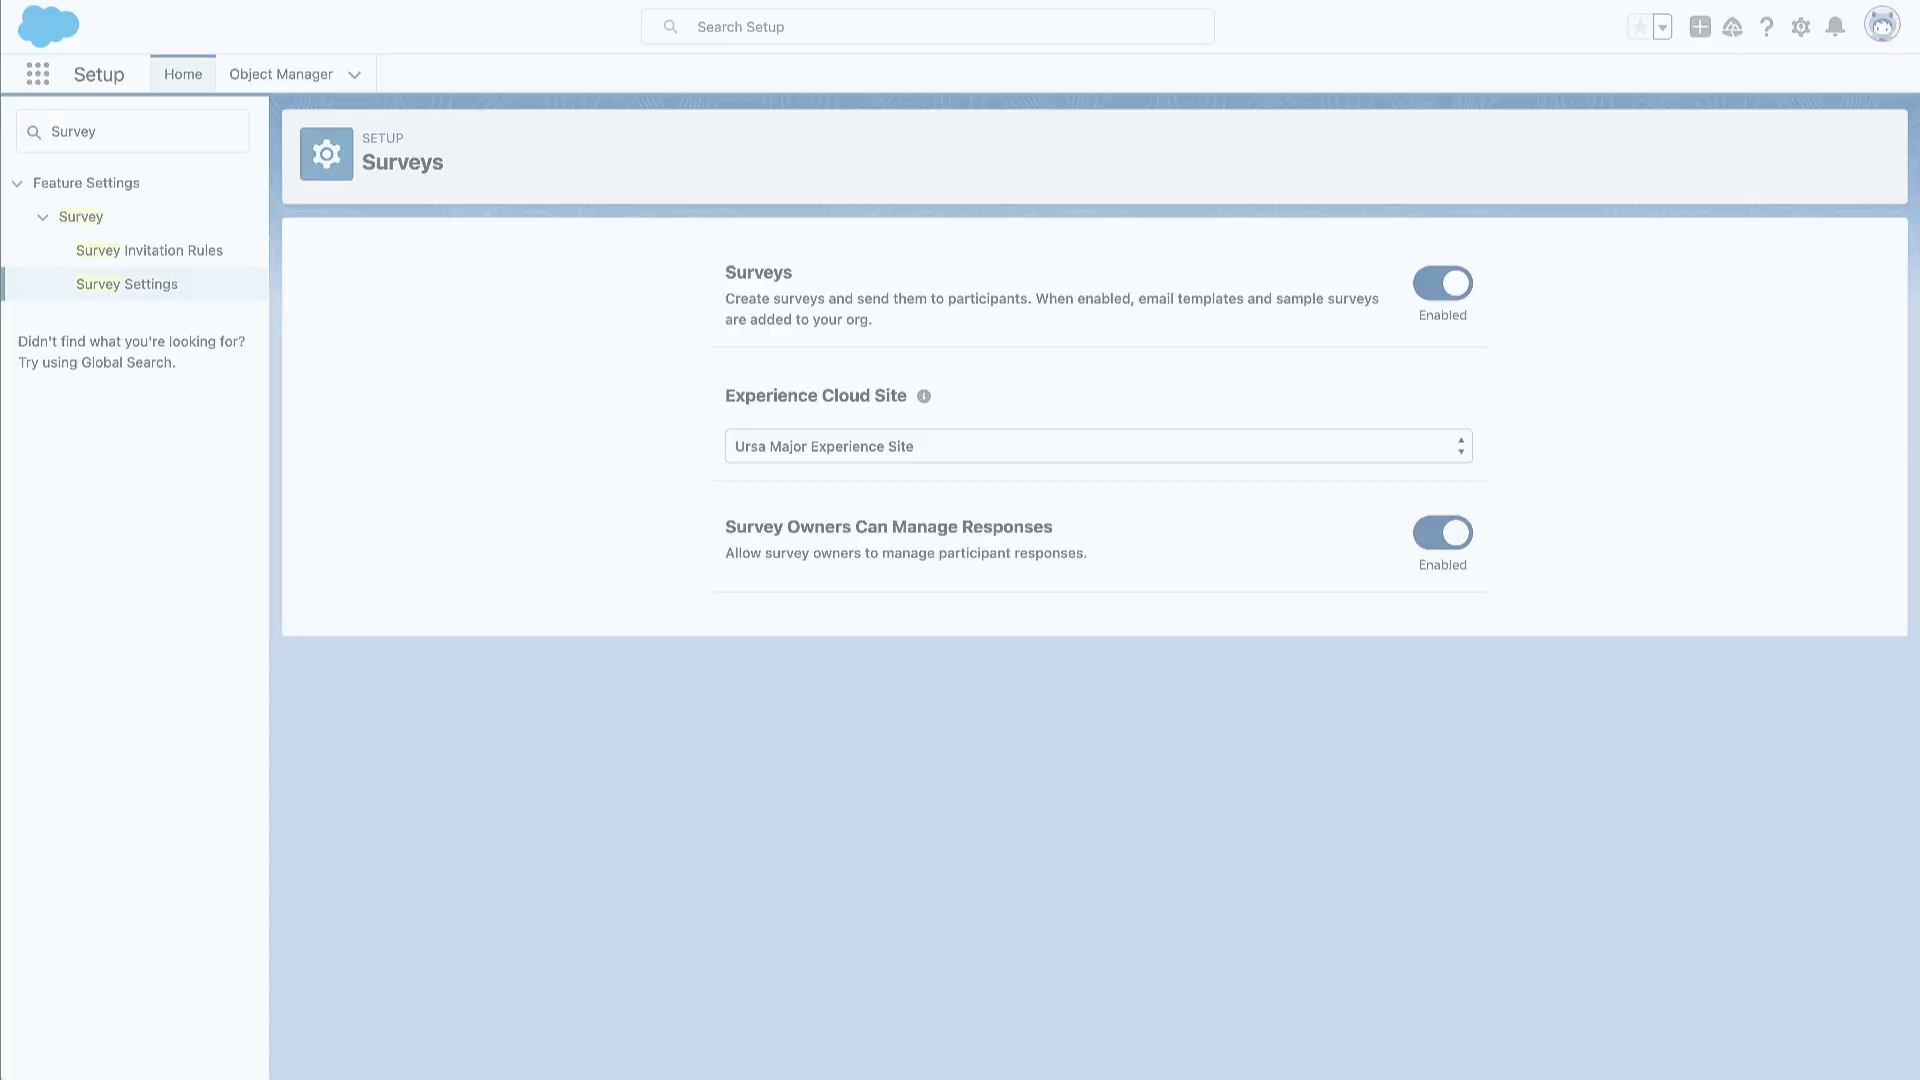 Search Setup
Setup
Home
Object Manager
Survey
Feature Settings
Survey
Survey Invitation Rules
Survey Settings
Didn't find what you're looking for?
Try using Global Search.
SETUP
Surveys
Surveys
Create surveys and send them to participants. When enabled, email templates and sample surveys
are added to your org.
Enabled
Experience Cloud Site
Ursa Major Experience Site
Survey Owners Can Manage Responses
Allow survey owners to manage participant responses.
Enabled